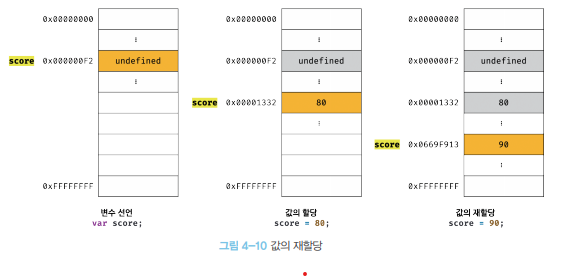 0x00000000
⋮
score 0x000000F2 undefined
⋮
0xFFFFFFFF
변수 선언
var score;
0x00000000
⋮
0x000000F2 undefined
⋮
score 0x00001332 80
⋮
0xFFFFFFFF
값의 할당
score = 80;
0x00000000
⋮
0x000000F2 undefined
⋮
0x00001332 80
⋮
score 0x0669F913 90
⋮
0xFFFFFFFF
값의 재할당
score = 90;
그림 4-10 값의 재할당